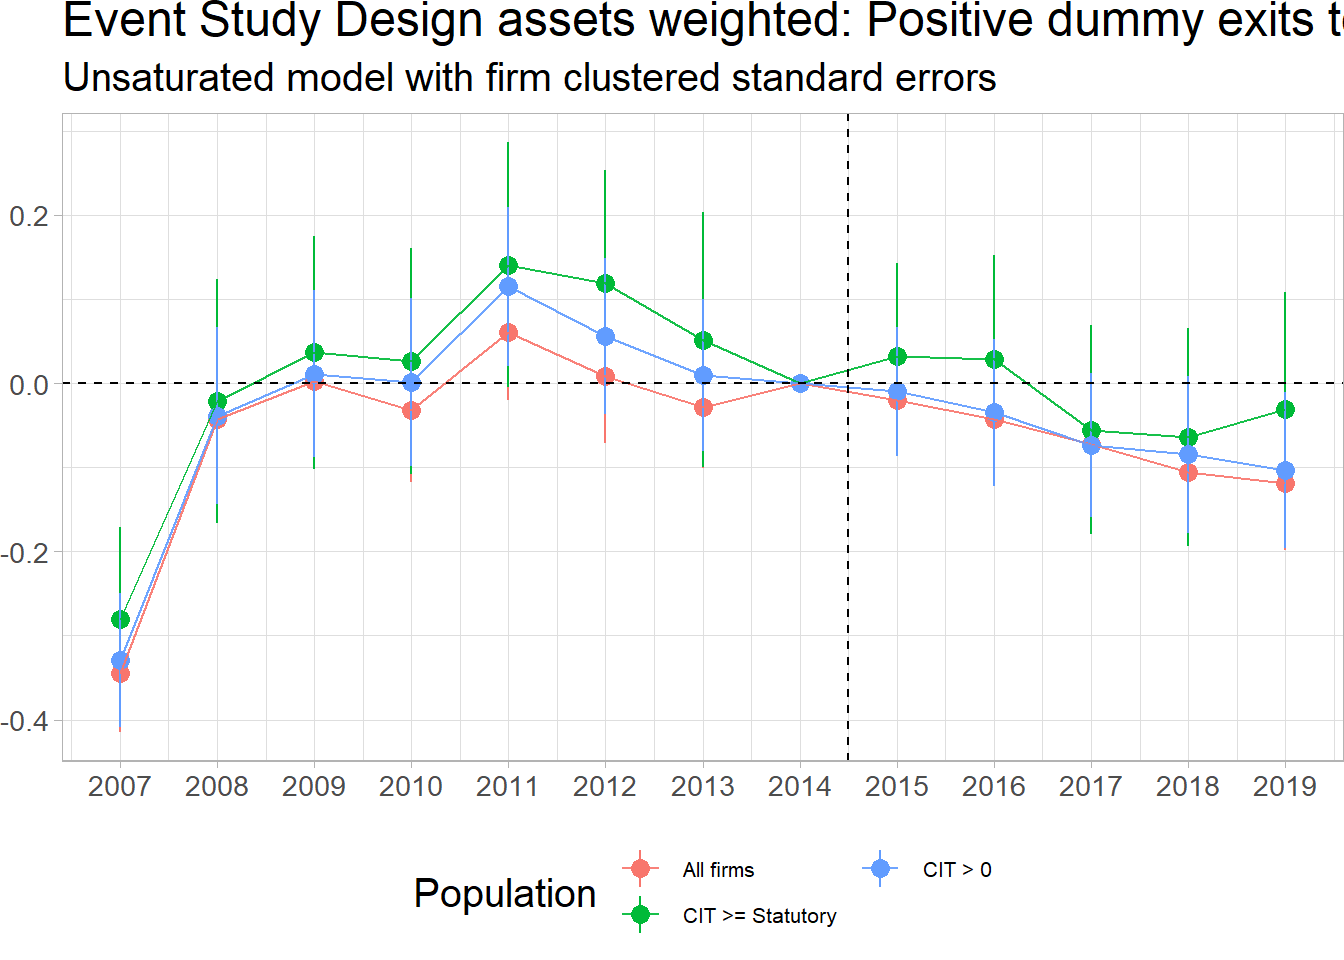 Event Study Design assets weighted: Positive dummy exits
Unsaturated model with firm clustered standard errors
0.2
0.0
-0.2
-0.4
2007 2008 2009 2010 2011 2012 2013 2014 2015 2016 2017 2018 2019
Population
All firms
CIT > 0
CIT >= Statutory